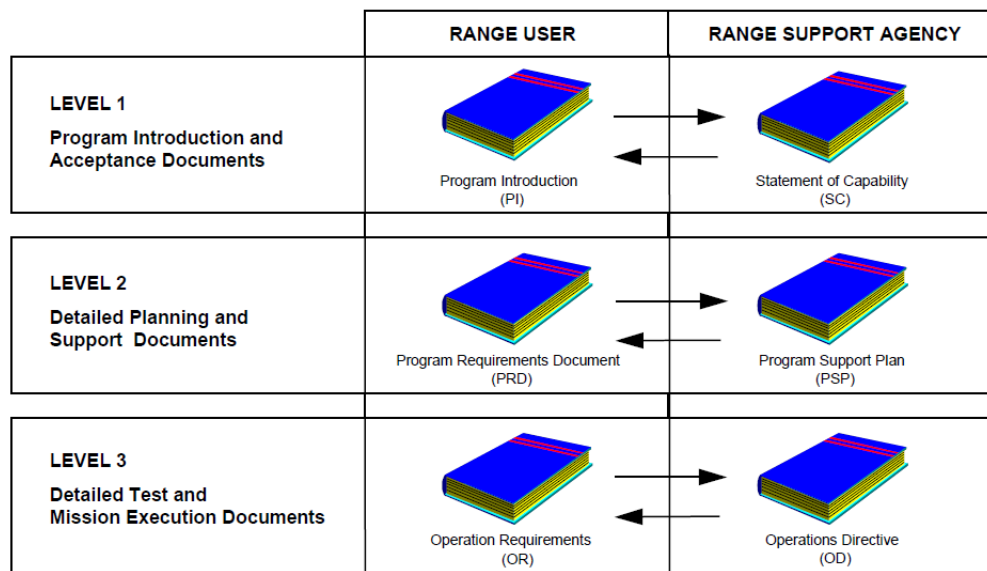 RANGE USER
RANGE SUPPORT AGENCY
LEVEL 1
Program Introduction and
Acceptance Documents
Program Introduction
(PI)
Statement of Capability
(SC)
LEVEL 2
Detailed Planning and
Support Documents
Program Requirements Document
(PRD)
Program Support Plan
(PSP)
LEVEL 3
Detailed Test and
Mission Execution Documents
Operation Requirements
(OR)
Operations Directive
(OD)